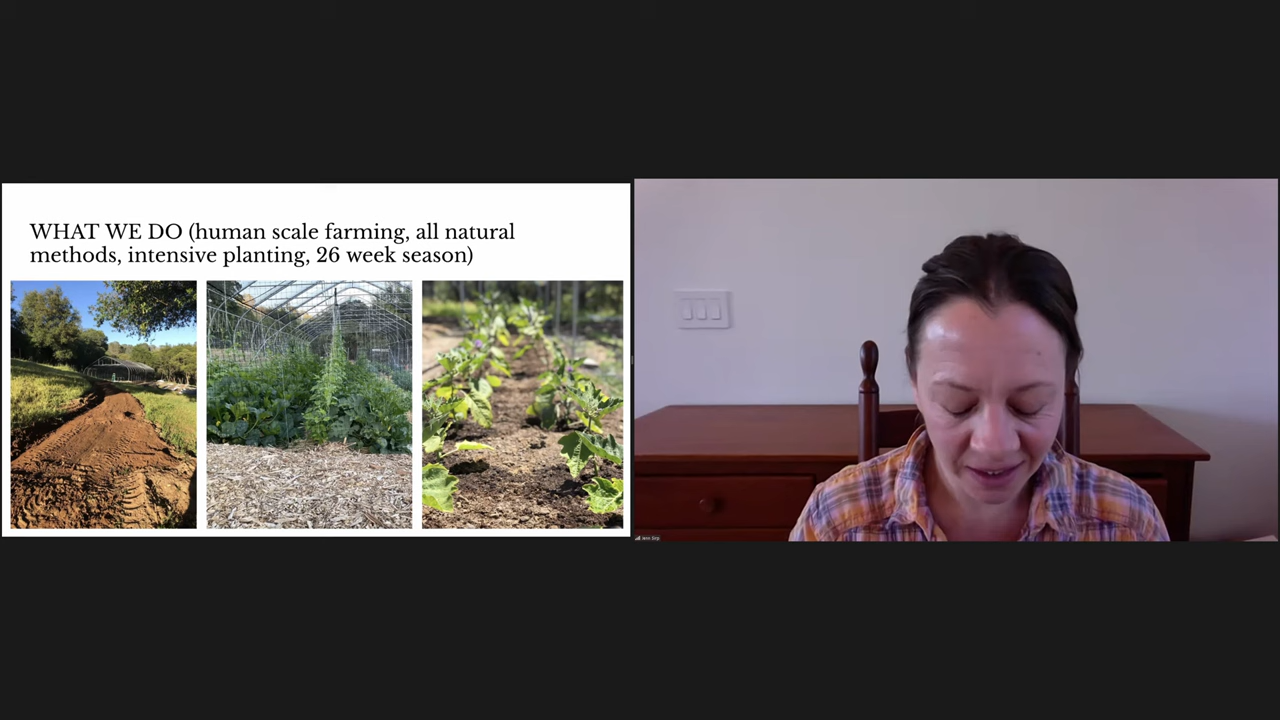 WHAT WE DO (human scale farming, all natural
methods, intensive planting, 26 week season)